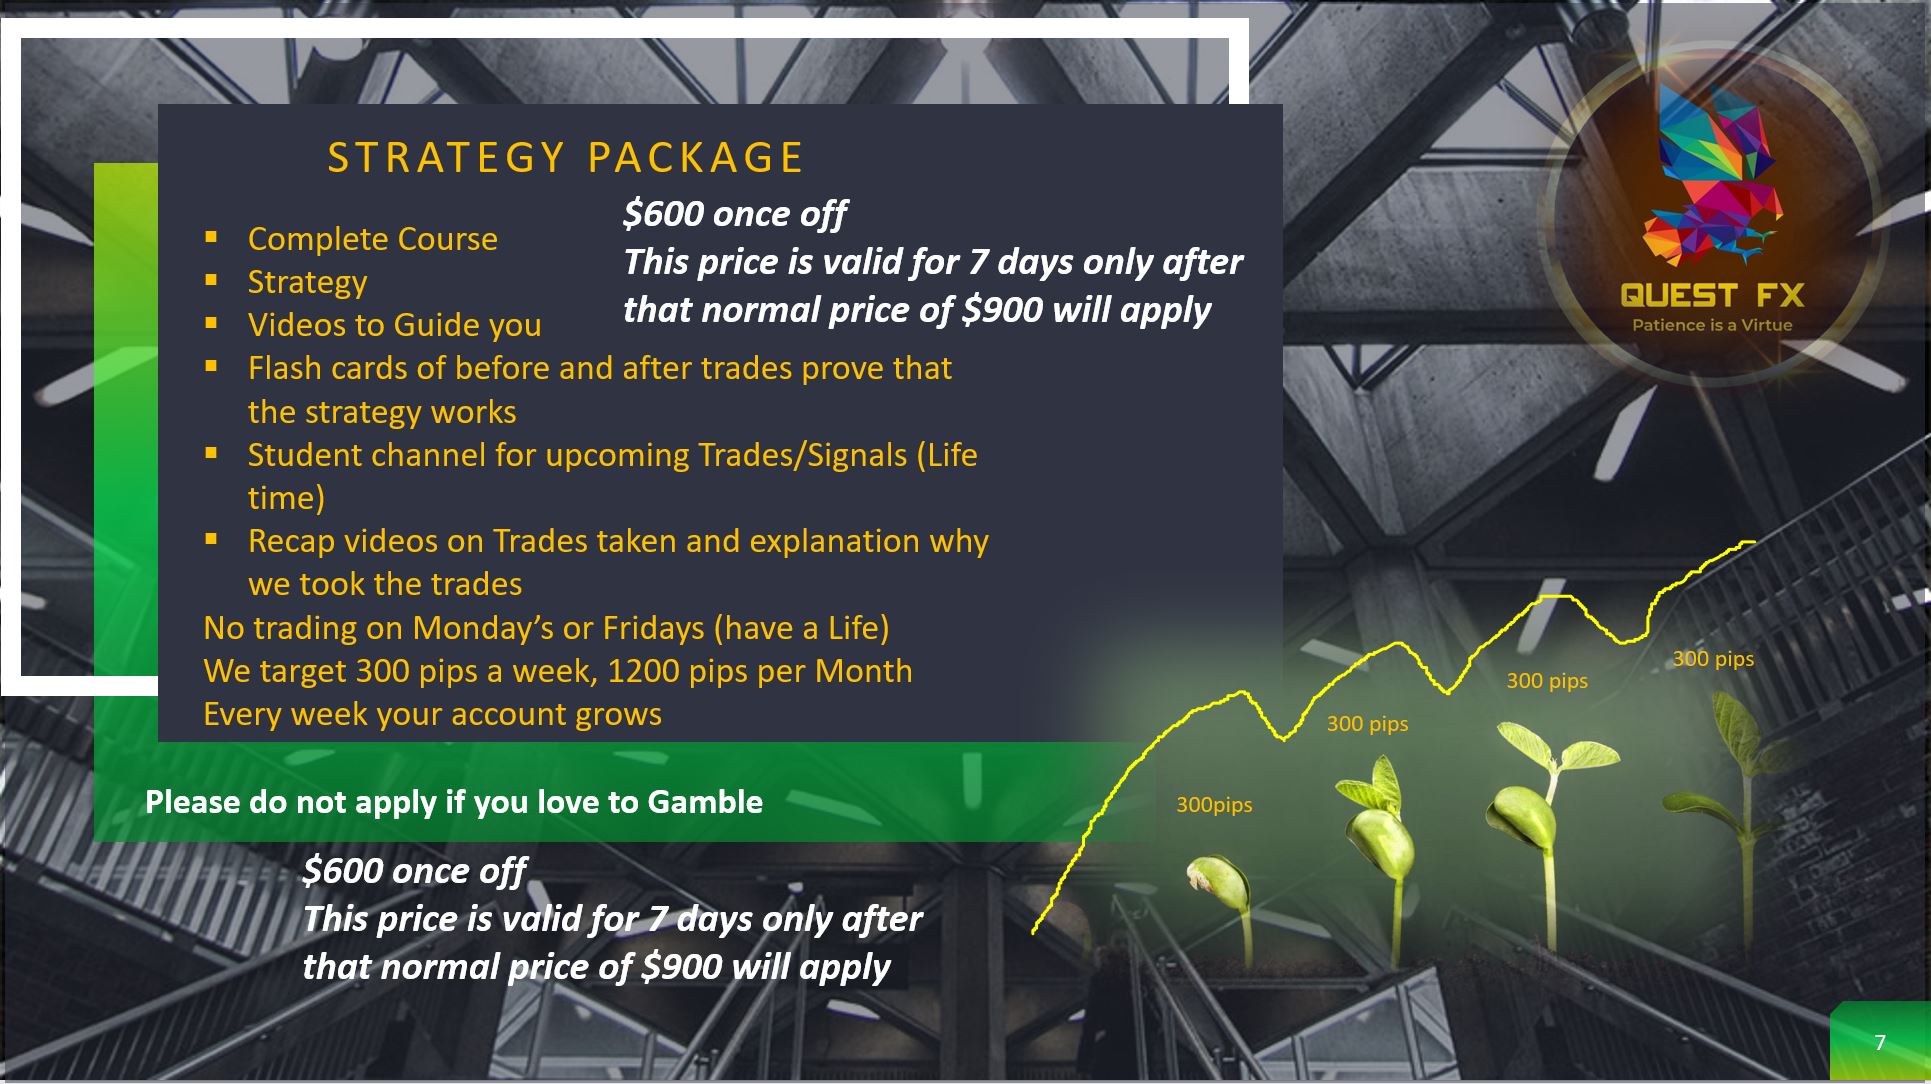 STRATEGY PACKAGE
$600 once off
This price is valid for 7 days only after
that normal price of $900 will apply
▪ Complete Course
▪ Strategy
▪ Videos to Guide you
▪ Flash cards of before and after trades prove that
the strategy works
▪ Student channel for upcoming Trades/Signals (Life
time)
▪ Recap videos on Trades taken and explanation why
we took the trades
No trading on Monday’s or Fridays (have a Life)
We target 300 pips a week, 1200 pips per Month
Every week your account grows
Please do not apply if you love to Gamble
$600 once off
This price is valid for 7 days only after
that normal price of $900 will apply
QUEST FX
Patience is a Virtue
300pips
300 pips
300 pips
300 pips
7